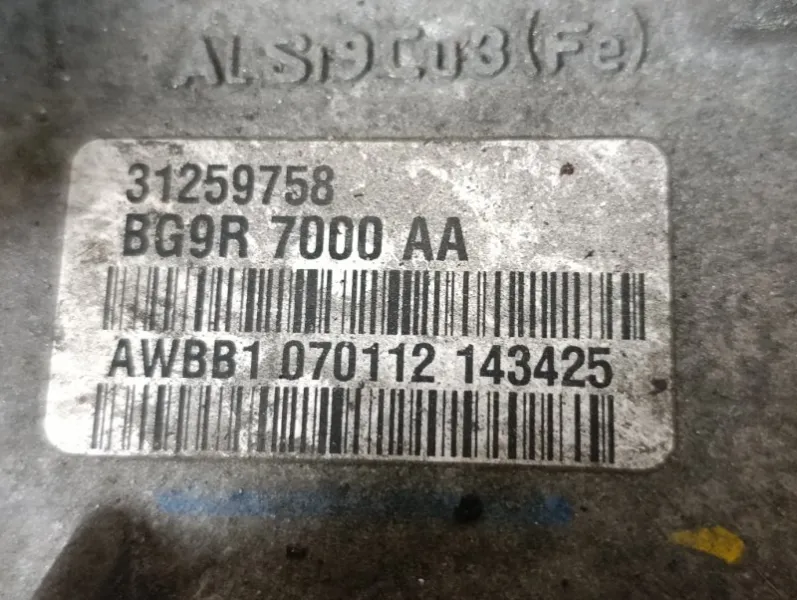 ALSi9Cu3(Fe)
31259758
BG9R 7000 AA
AWBB1 070112 143425